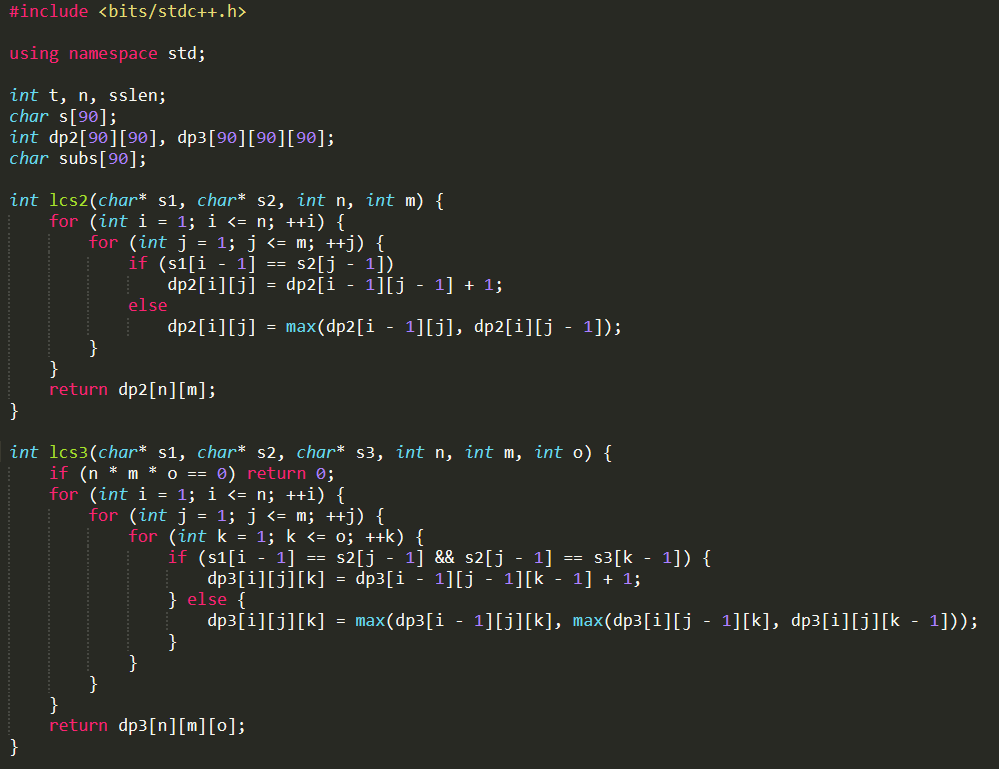 #include <bits/stdc++.h>

using namespace std;

int t, n, sslen;
char s[90];
int dp2[90][90], dp3[90][90][90];
char subs[90];

int lcs2(char* s1, char* s2, int n, int m) {
    for (int i = 1; i <= n; ++i) {
        for (int j = 1; j <= m; ++j) {
            if (s1[i - 1] == s2[j - 1])
                dp2[i][j] = dp2[i - 1][j - 1] + 1;
            else
                dp2[i][j] = max(dp2[i - 1][j], dp2[i][j - 1]);
        }
    }
    return dp2[n][m];
}

int lcs3(char* s1, char* s2, char* s3, int n, int m, int o) {
    if (n * m * o == 0) return 0;
    for (int i = 1; i <= n; ++i) {
        for (int j = 1; j <= m; ++j) {
            for (int k = 1; k <= o; ++k) {
                if (s1[i - 1] == s2[j - 1] && s2[j - 1] == s3[k - 1]) {
                    dp3[i][j][k] = dp3[i - 1][j - 1][k - 1] + 1;
                } else {
                    dp3[i][j][k] = max(dp3[i - 1][j][k], max(dp3[i][j - 1][k], dp3[i][j][k - 1]));
                }
            }
        }
    }
    return dp3[n][m][o];
}